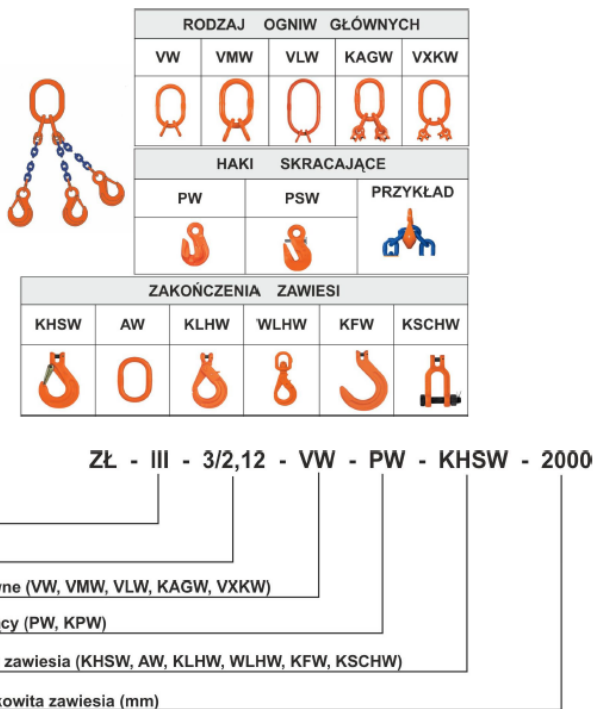 RODZAJ OGNIW GŁÓWNYCH
VW VMW VLW KAGW VXKW
HAKI SKRACAJĄCE
PW PSW PRZYKŁAD
ZAKOŃCZENIA ZAWIESI
KHSW AW KLHW WLHW KFW KSCHW
ZŁ - III - 3/2,12 - VW - PW - KHSW - 2000
wne (VW, VMW, VLW, KAGW, VXKW)
ący (PW, KPW)
zawiesia (KHSW, AW, KLHW, WLHW, KFW, KSCHW)
kowita zawiesia (mm)